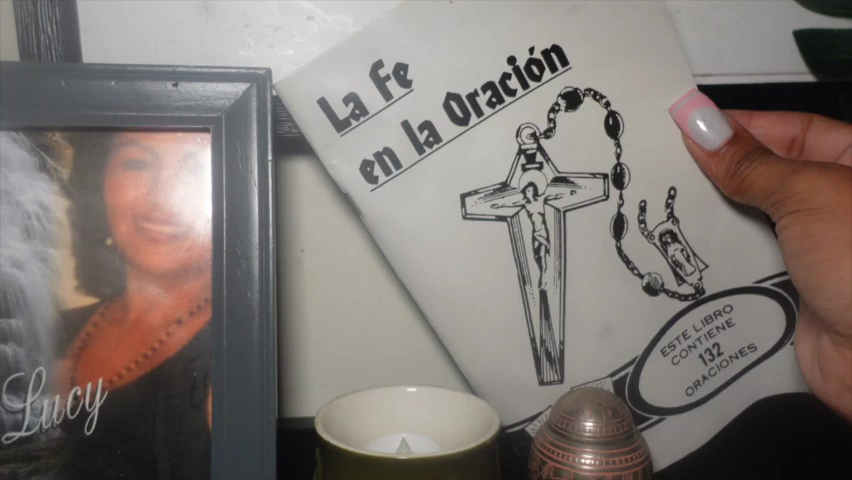 La Fe
en la Oración
ESTE LIBRO
CONTIENE
132
ORACIONES
Lucy